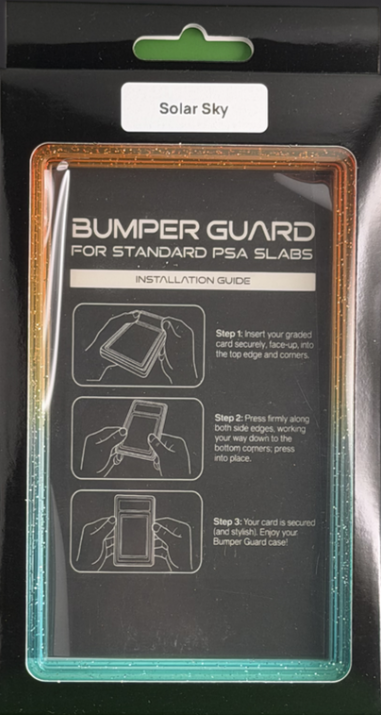 Solar Sky
BUMPER GUARD
FOR STANDARD PSA SLABS
INSTALLATION GUIDE
Step 1: Insert your graded
card securely, face-up, into
the top edge and corners.
Step 2: Press firmly along
both side edges, working
your way down to the
bottom corners; press
into place.
Step 3: Your card is secured
(and stylish). Enjoy your
Bumper Guard case!